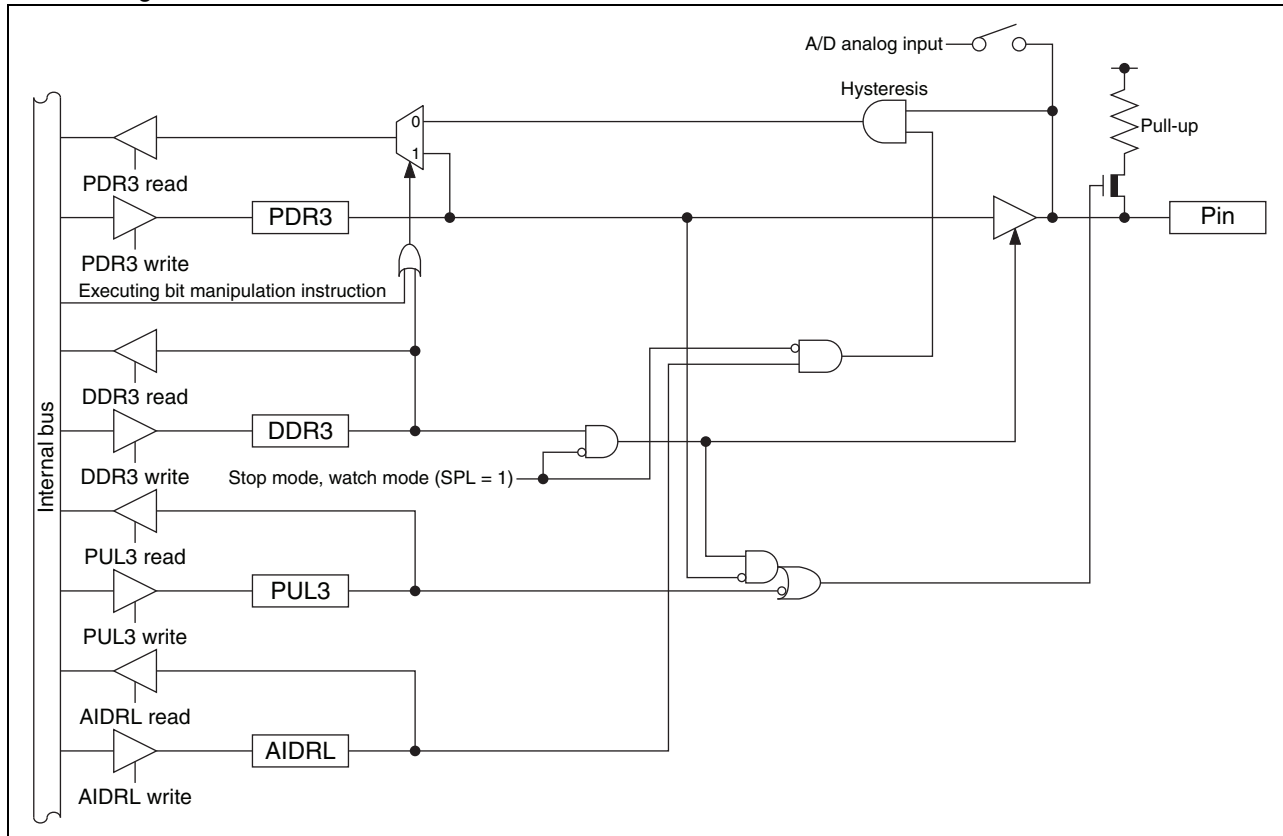 A/D analog input
Hysteresis
0
Pull-up
1
PDR3 read
PDR3
Pin
PDR3 write
Executing bit manipulation instruction
DDR3 read
DDR3
DDR3 write
Stop mode, watch mode (SPL = 1)
Internal bus
PUL3 read
PUL3
PUL3 write
AIDRL read
AIDRL
AIDRL write